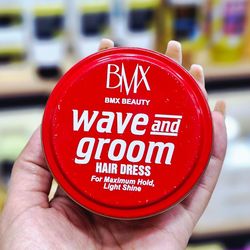 BMX
BMX BEAUTY
wave and
groom
HAIR DRESS
For Maximum Hold,
Light Shine